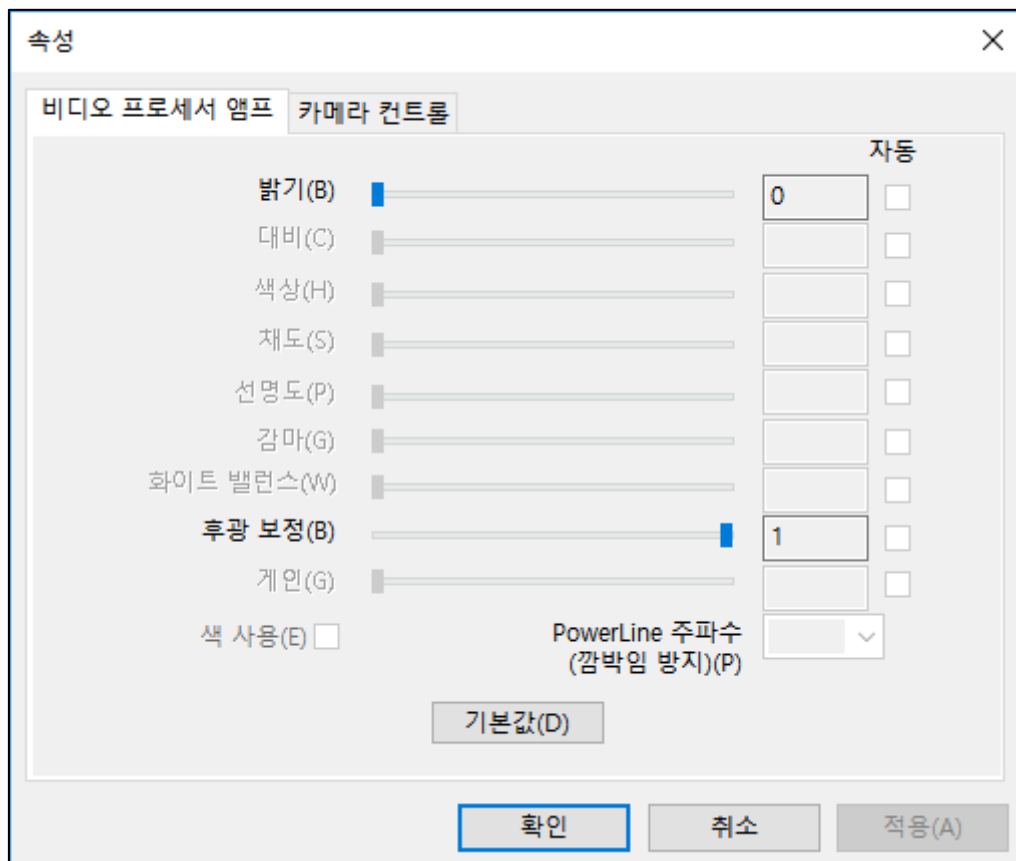 속성
비디오 프로세서 앰프 카메라 컨트롤
자동
밝기(B) 0
대비(C)
색상(H)
채도(S)
선명도(P)
감마(G)
화이트 밸런스(W)
후광 보정(B) 1
게인(G)
색 사용(E) PowerLine 주파수
(깜박임 방지)(P)
기본값(D)
확인 취소 적용(A)